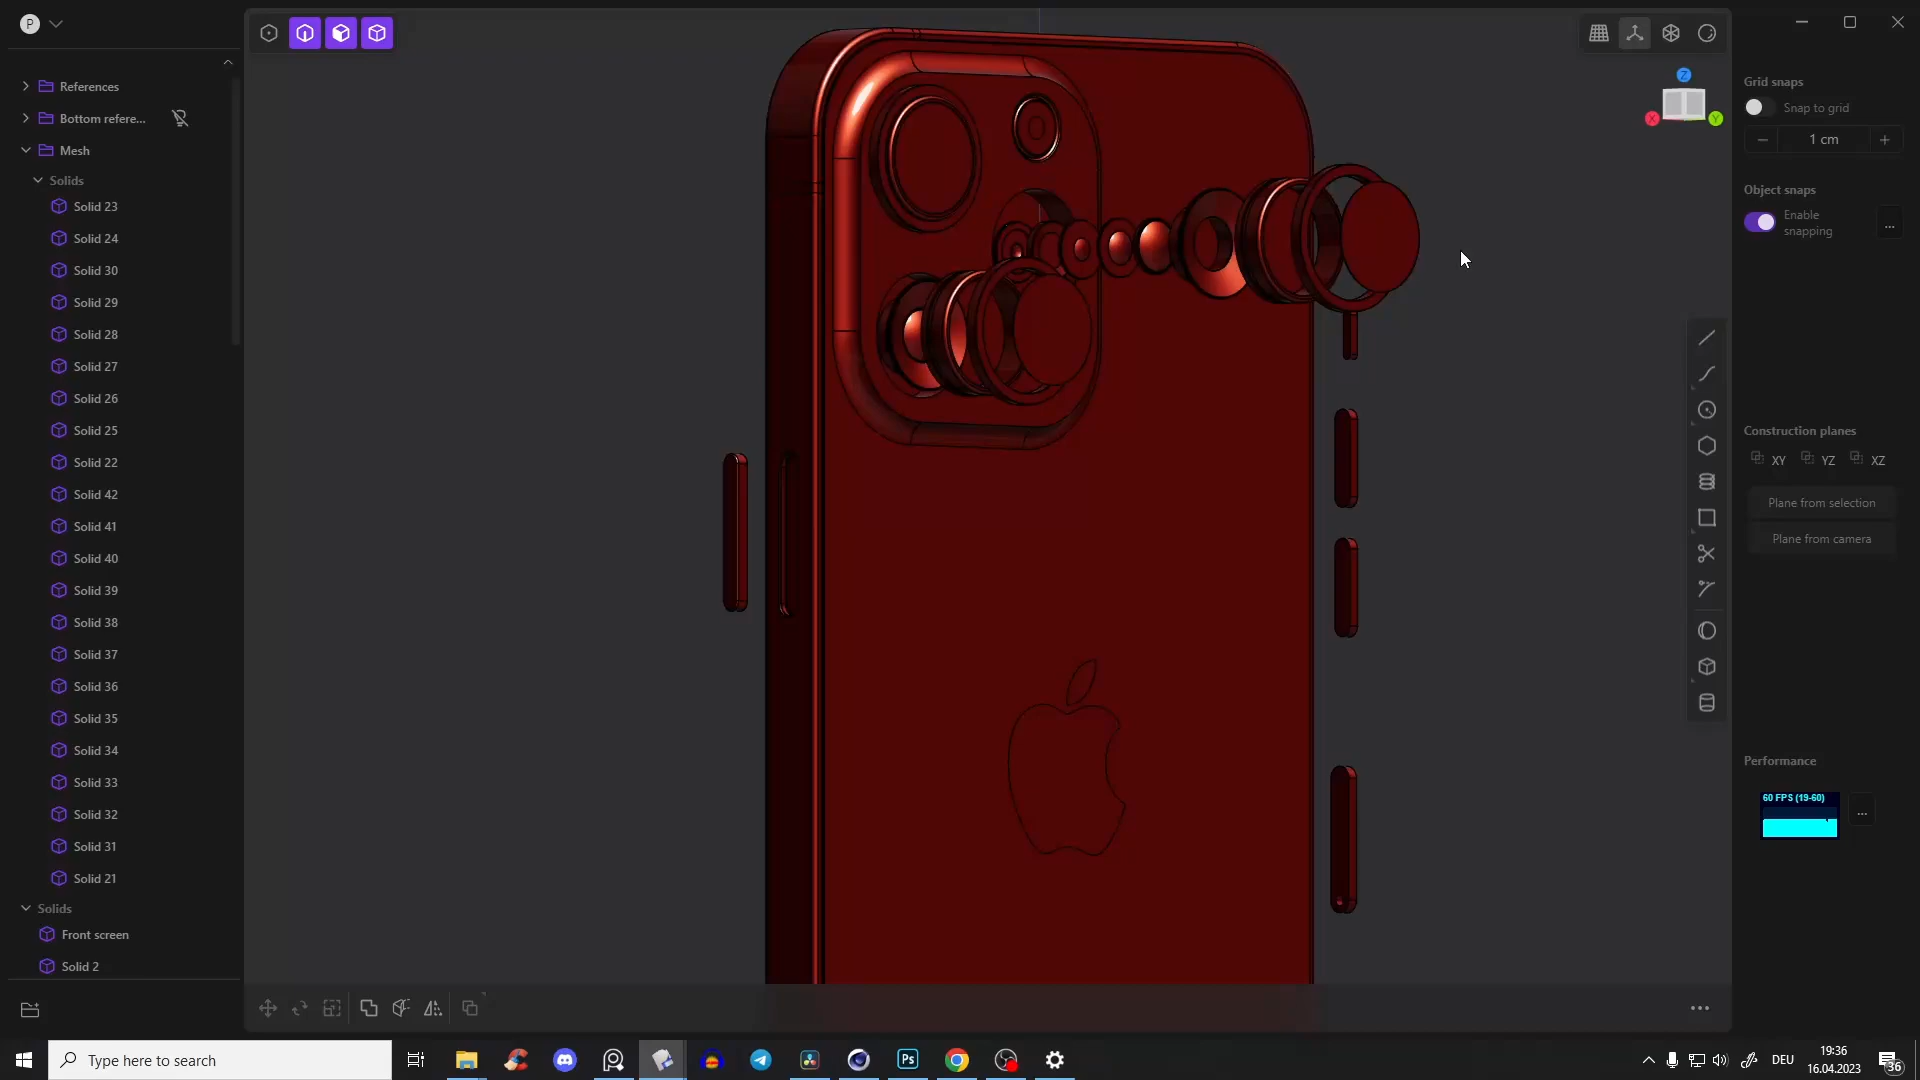 P
References
Bottom refere...
Mesh
Solids
Solid 23
Solid 24
Solid 30
Solid 29
Solid 28
Solid 27
Solid 26
Solid 25
Solid 22
Solid 42
Solid 41
Solid 40
Solid 39
Solid 38
Solid 37
Solid 36
Solid 35
Solid 34
Solid 33
Solid 32
Solid 31
Solid 21
Solids
Front screen
Solid 2
Z
X
Y
Grid snaps
Snap to grid
1 cm
Object snaps
Enable
snapping
...
Construction planes
XY YZ XZ
Plane from selection
Plane from camera
Performance
60 FPS (19-60)
...
Type here to search
Ps
DEU
19:36
16.04.2023
36